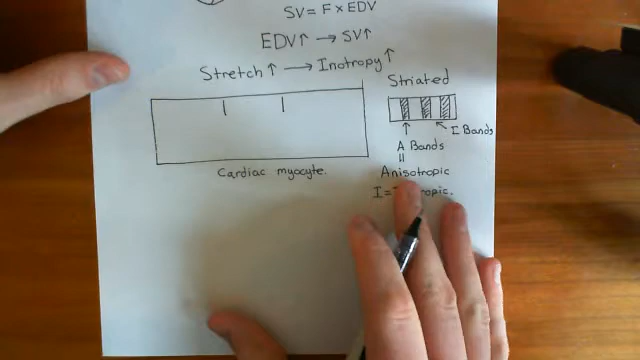 SV = F × EDV
EDV↑ → SV↑
Stretch ↑ → Inotropy ↑
Striated
I Bands
A Bands
=
Anisotropic
I =
Cardiac myocyte.